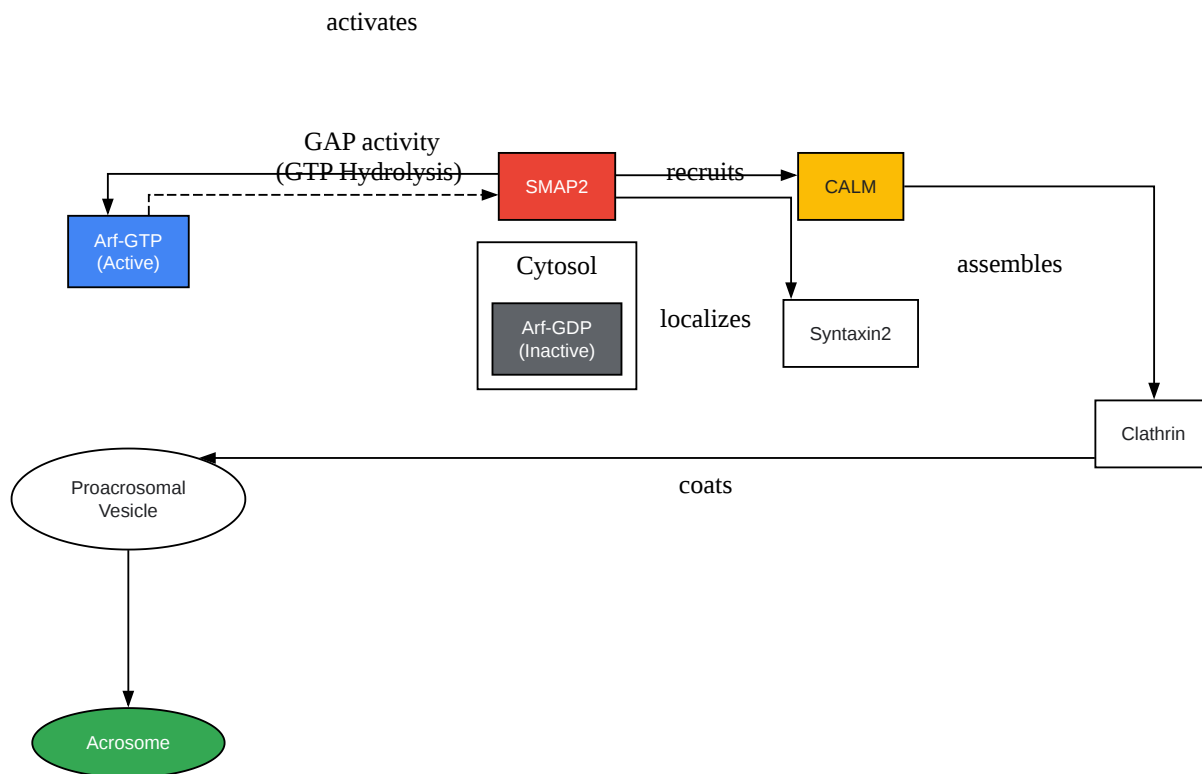 activates
GAP activity
(GTP Hydrolysis)
SMAP2
recruits
CALM
Arf-GTP
(Active)
Cytosol
Arf-GDP
(Inactive)
localizes
Syntaxin2
assembles
Clathrin
coats
Proacrosomal
Vesicle
Acrosome